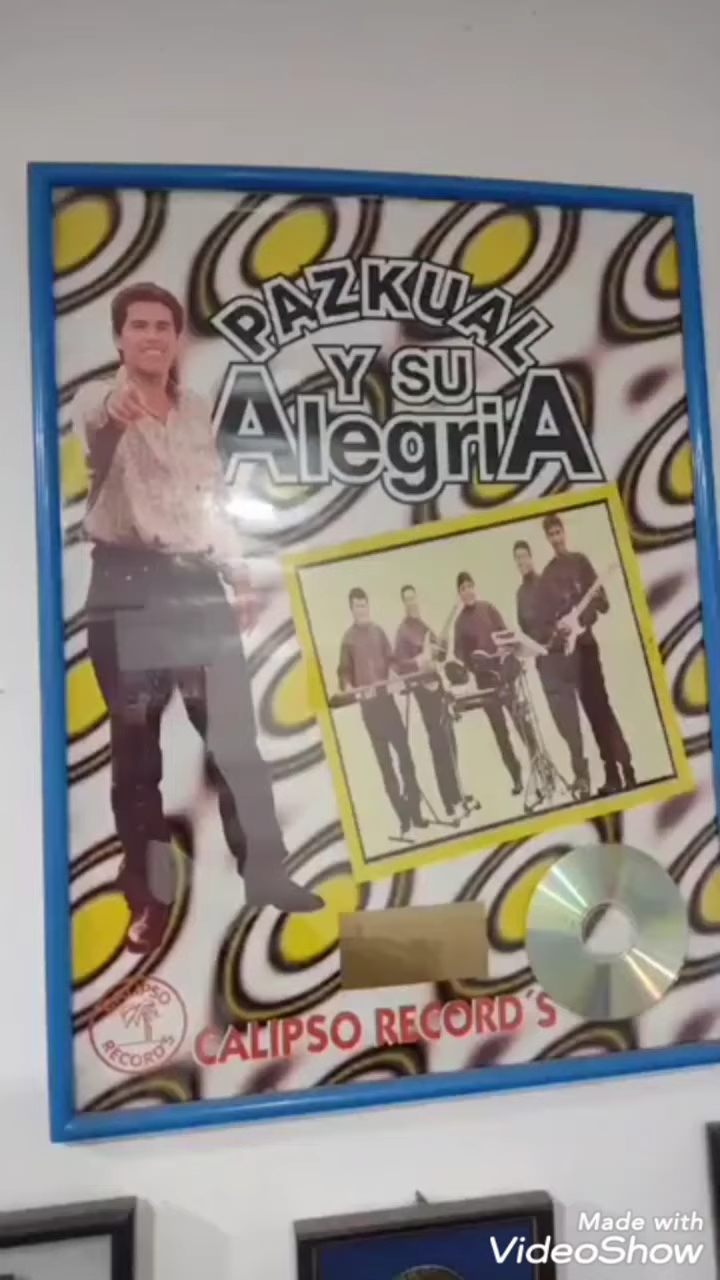 PAZKUAL
Y SU
AlegriA
CALIPSO
RECORD'S
CALIPSO RECORD'S
Made with
VideoShow